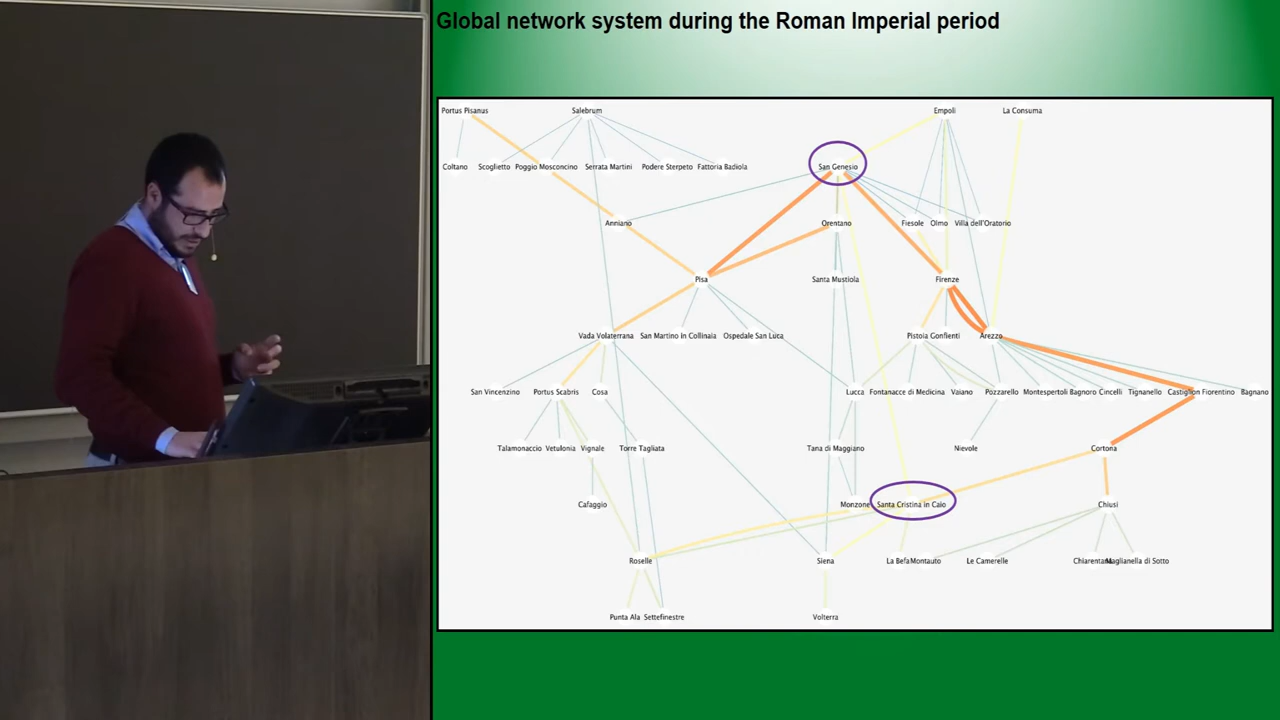 Global network system during the Roman Imperial period
Portus Pisanus Salebrum Empoli La Consuma
Coltano Scoglietto Poggio Mosconcino Serrata Martini Podere Sterpeto Fattoria Badiola San Genesio
Anniano Orentano Fiesole Olmo Villa dell'Oratorio
Pisa Santa Mustiola Firenze
Vada Volaterrana San Martino in Collinaia Ospedale San Luca Pistoia Gonfienti Arezzo
San Vincenzino Portus Scabris Cosa Lucca Fontanacce di Medicina Vaiano Pozzarello Montespertoli Bagnoro Cincelli Tignanello Castiglion Fiorentino Bagnano
Talamonaccio Vetulonia Vignale Torre Tagliata Tana di Maggiano Nievole Cortona
Cafaggio Monzone Santa Cristina in Caio Chiusi
Roselle Siena La Befa Montauto Le Camerelle Chiarentana Maglianella di Sotto
Punta Ala Settefinestre Volterra